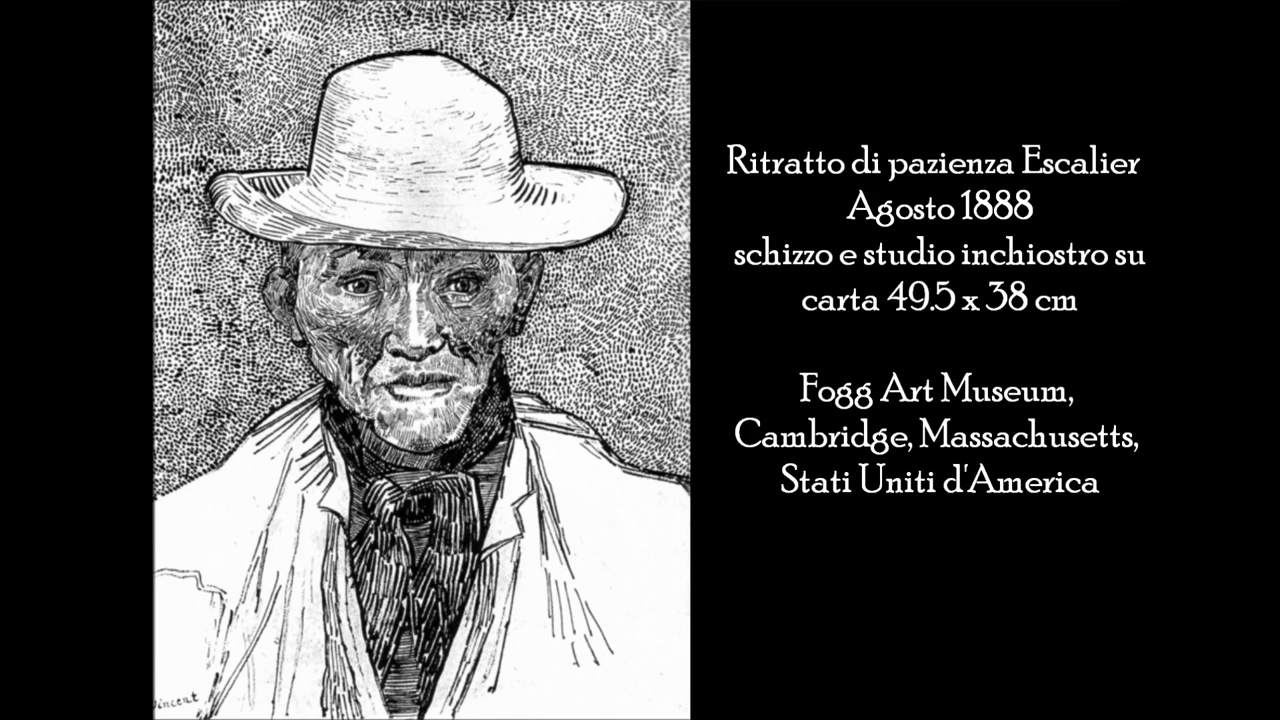 Ritratto di pazienza Escalier
Agosto 1888
schizzo e studio inchiostro su
carta 49.5 x 38 cm
Fogg Art Museum,
Cambridge, Massachusetts,
Stati Uniti d'America
Vincent